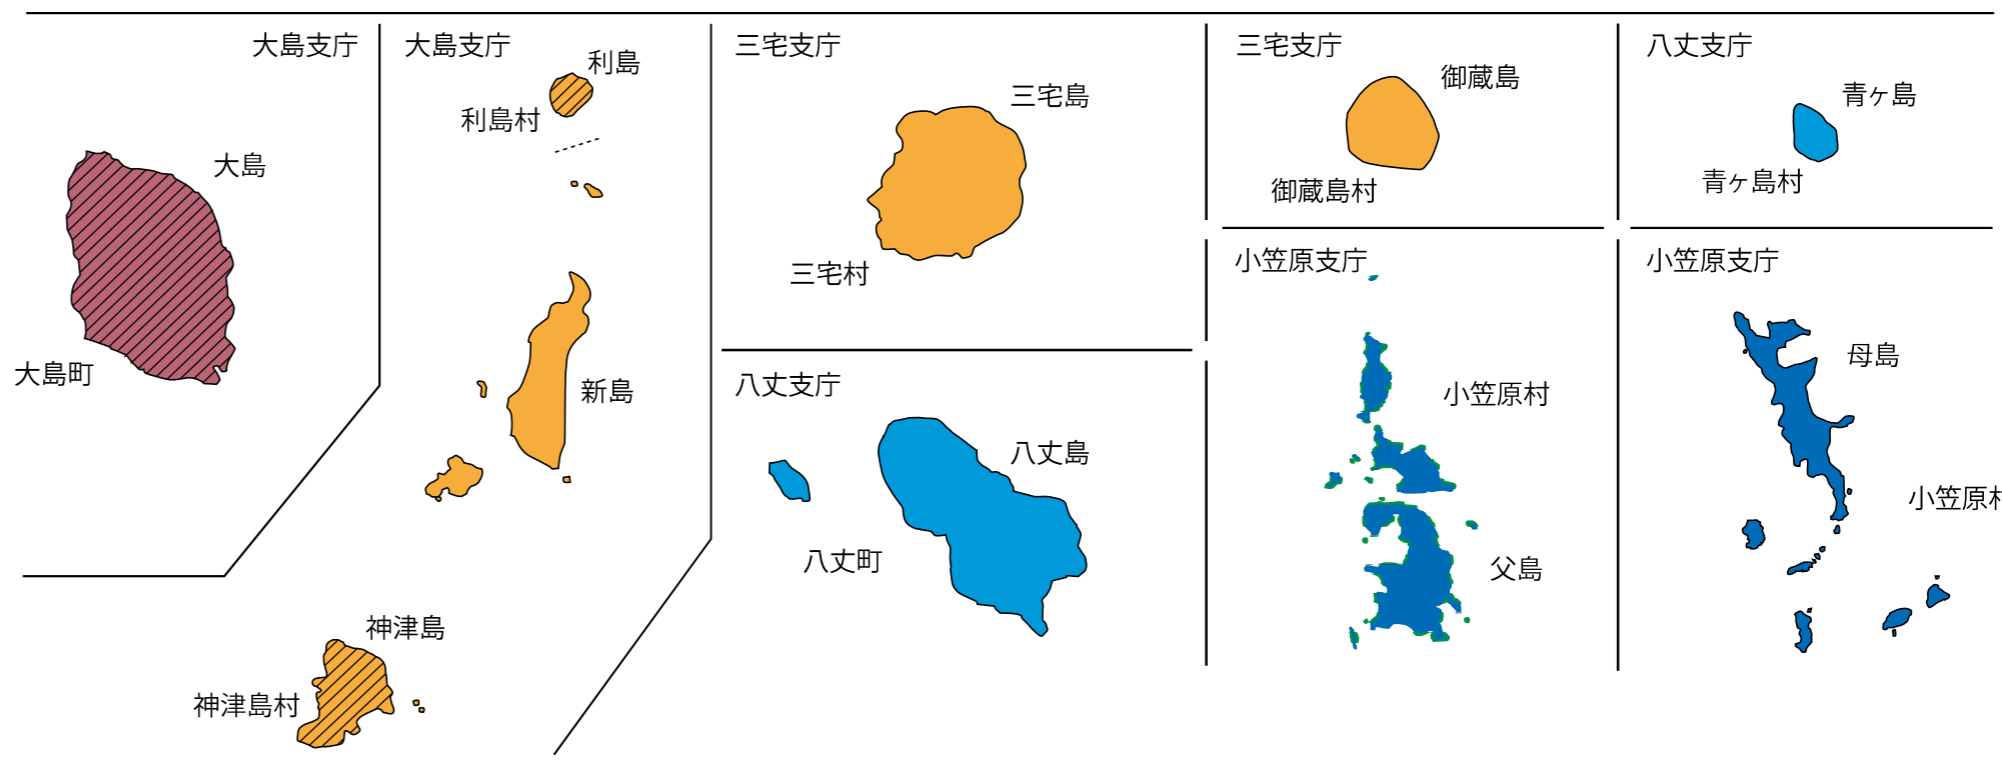 大島支庁
大島
大島町
大島支庁
利島
利島村
新島
神津島
神津島村
三宅支庁
三宅島
三宅村
八丈支庁
八丈島
八丈町
三宅支庁
御蔵島
御蔵島村
八丈支庁
青ヶ島
青ヶ島村
小笠原支庁
小笠原村
父島
小笠原支庁
母島
小笠原村